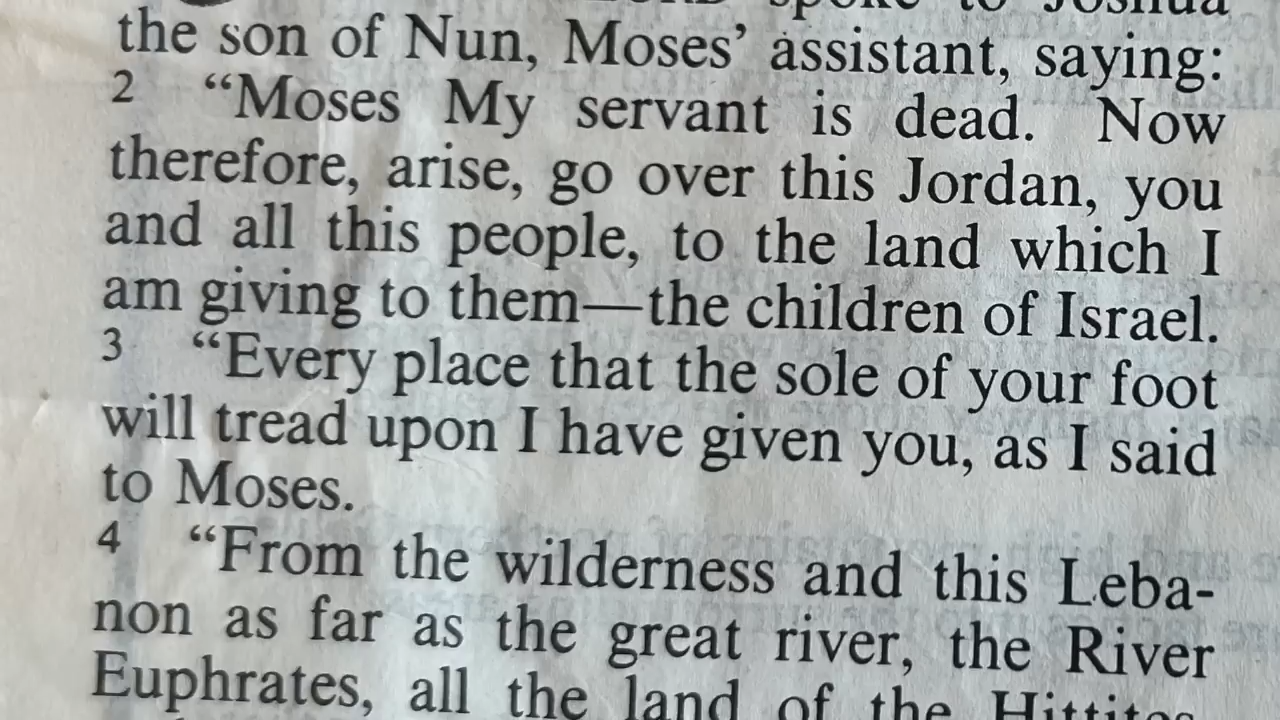 spoke to Joshua
the son of Nun, Moses’ assistant, saying:
2 “Moses My servant is dead. Now
therefore, arise, go over this Jordan, you
and all this people, to the land which I
am giving to them—the children of Israel.
3 “Every place that the sole of your foot
will tread upon I have given you, as I said
to Moses.
4 “From the wilderness and this Leba-
non as far as the great river, the River
Euphrates, all the land of the Hittites,